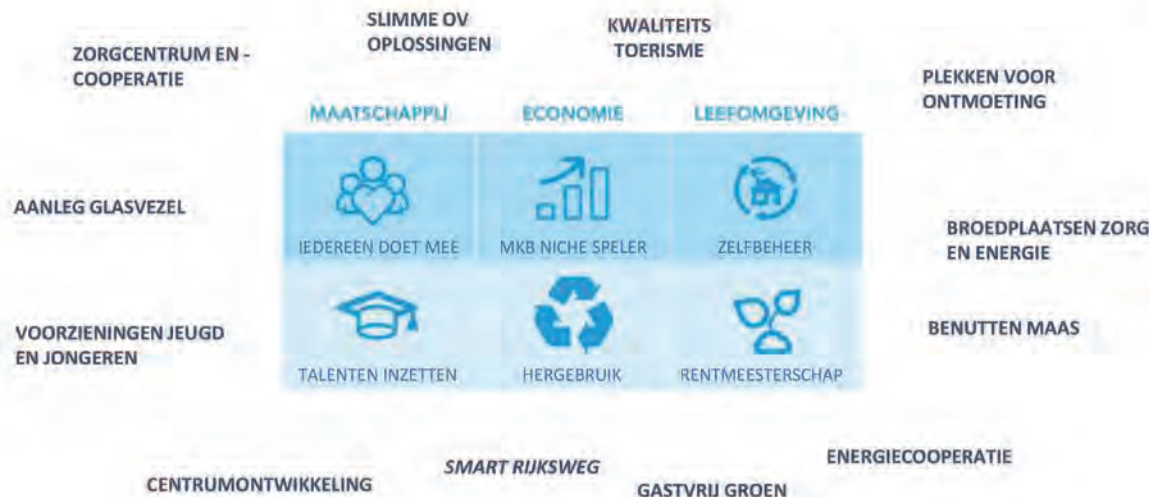 SLIMME OV
OPLOSSINGEN
KWALITEITS
TOERISME
ZORGCENTRUM EN -
COOPERATIE
PLEKKEN VOOR
ONTMOETING
MAATSCHAPPIJ
ECONOMIE
LEEFOMGEVING
AANLEG GLASVEZEL
IEDEREEN DOET MEE
MKB NICHE SPELER
ZELFBEHEER
BROEDPLAATSEN ZORG
EN ENERGIE
VOORZIENINGEN JEUGD
EN JONGEREN
BENUTTEN MAAS
TALENTEN INZETTEN
HERGEBRUIK
RENTMEESTERSCHAP
CENTRUMONTWIKKELING
SMART RIJKSWEG
GASTVRIJ GROEN
ENERGIECOOPERATIE